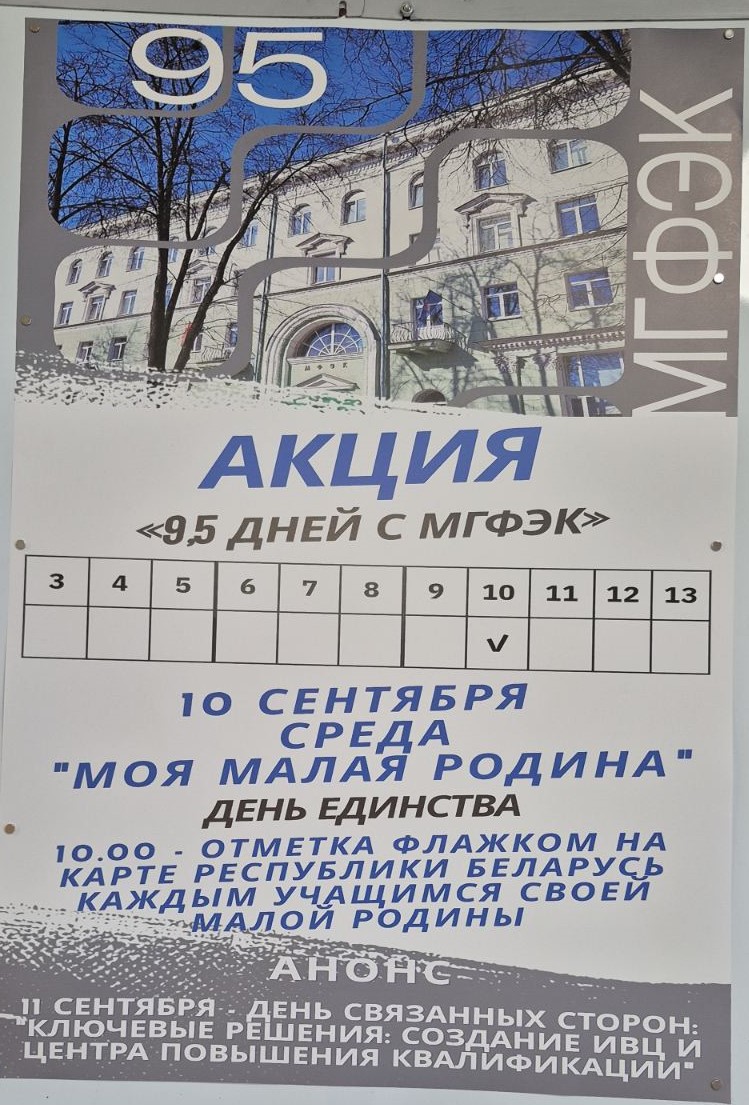 95
МГФЭК
МФЭК
АКЦИЯ
«9,5 ДНЕЙ С МГФЭК»
3 4 5 6 7 8 9 10 11 12 13
✓
10 СЕНТЯБРЯ
СРЕДА
"МОЯ МАЛАЯ РОДИНА"
ДЕНЬ ЕДИНСТВА
10.00 - ОТМЕТКА ФЛАЖКОМ НА
КАРТЕ РЕСПУБЛИКИ БЕЛАРУСЬ
КАЖДЫМ УЧАЩИМСЯ СВОЕЙ
МАЛОЙ РОДИНЫ
АНОНС
11 СЕНТЯБРЯ - ДЕНЬ СВЯЗАННЫХ СТОРОН:
"КЛЮЧЕВЫЕ РЕШЕНИЯ: СОЗДАНИЕ ИВЦ И
ЦЕНТРА ПОВЫШЕНИЯ КВАЛИФИКАЦИИ"